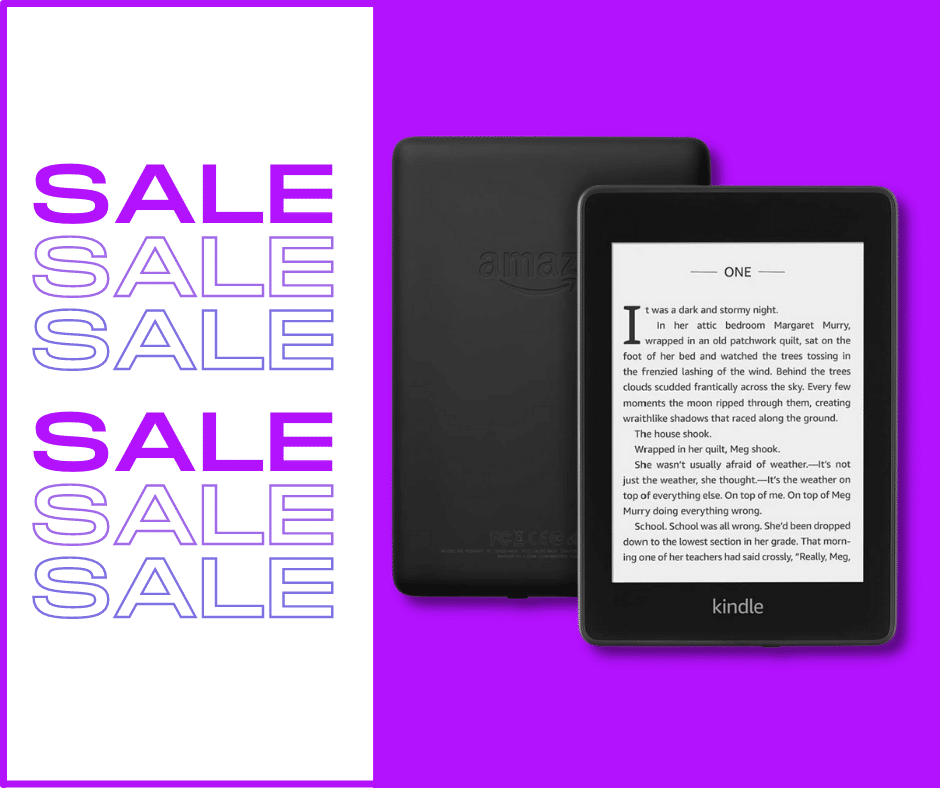 SALE
SALE
SALE
SALE
SALE
SALE
amaz
ONE
It was a dark and stormy night.
In her attic bedroom Margaret Murry,
wrapped in an old patchwork quilt, sat on the
foot of her bed and watched the trees tossing in
the frenzied lashing of the wind. Behind the trees
clouds scudded frantically across the sky. Every few
moments the moon ripped through them, creating
wraithlike shadows that raced along the ground.
The house shook.
Wrapped in her quilt, Meg shook.
She wasn't usually afraid of weather.—It's not
just the weather, she thought.—It's the weather on
top of everything else. On top of me. On top of Meg
Murry doing everything wrong.
School. School was all wrong. She'd been dropped
down to the lowest section in her grade. That morn-
ing one of her teachers had said crossly, “Really, Meg,
kindle